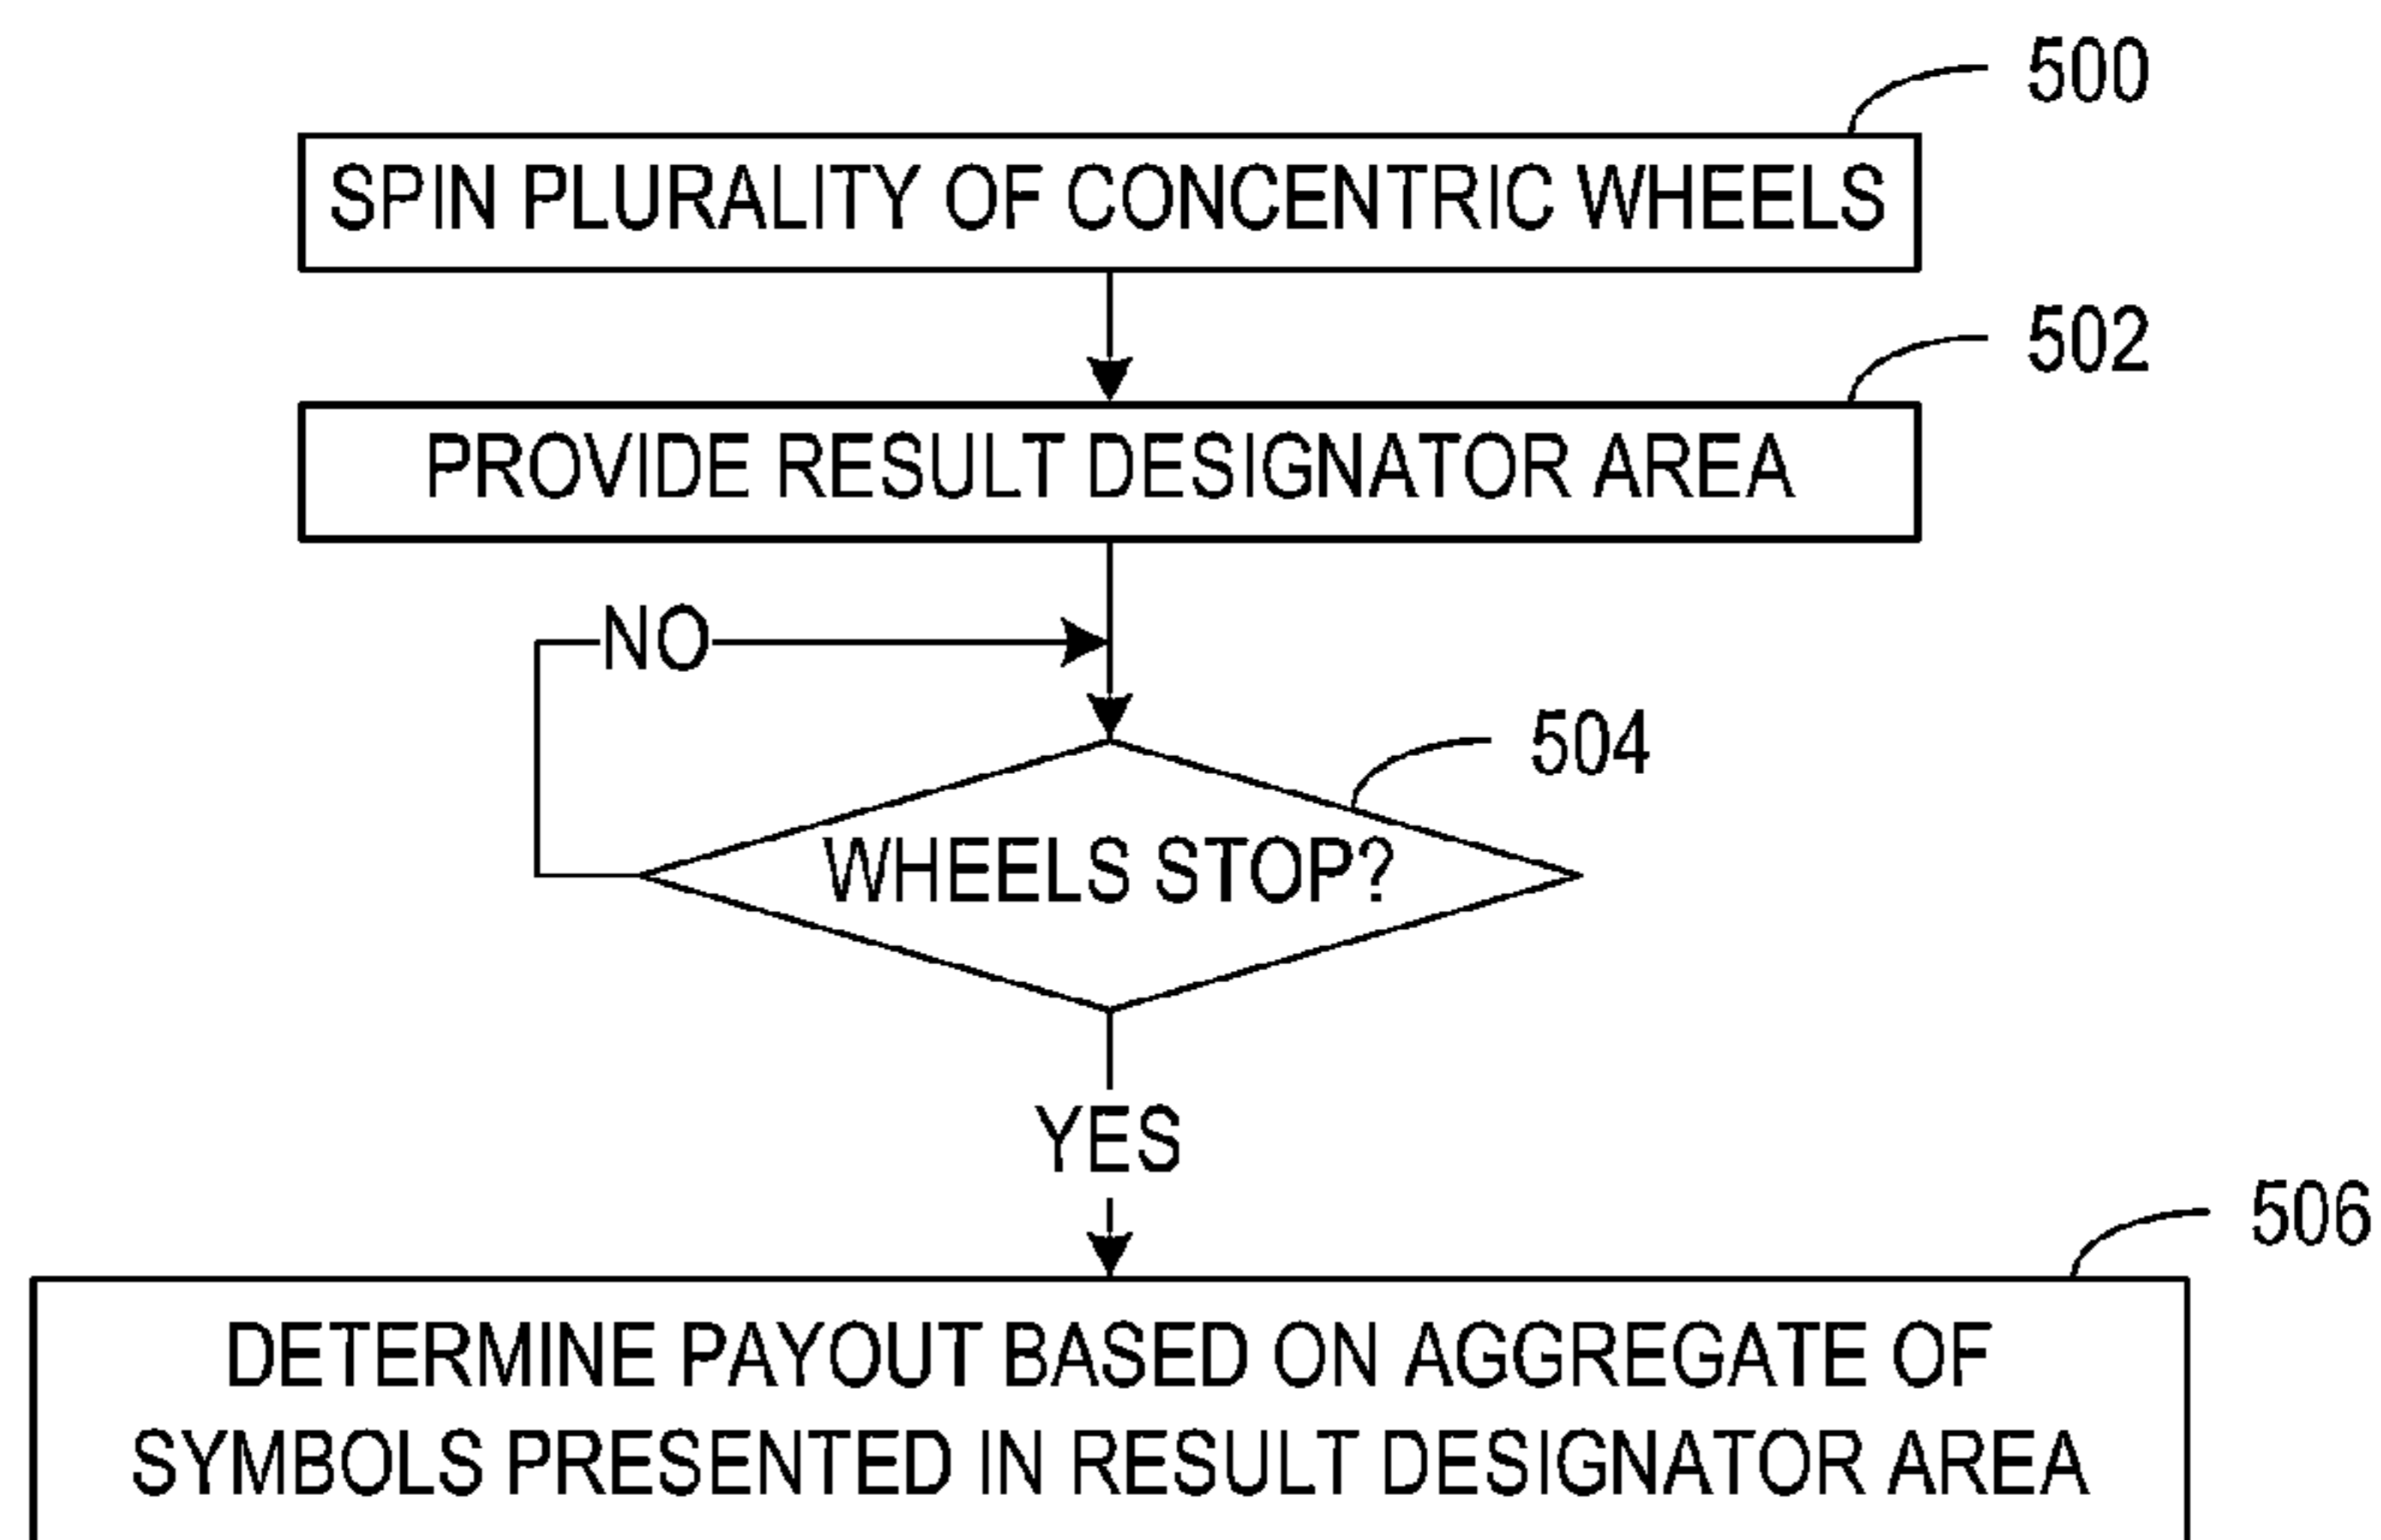 500
SPIN PLURALITY OF CONCENTRIC WHEELS
502
PROVIDE RESULT DESIGNATOR AREA
NO
504
WHEELS STOP?
YES
506
DETERMINE PAYOUT BASED ON AGGREGATE OF
SYMBOLS PRESENTED IN RESULT DESIGNATOR AREA